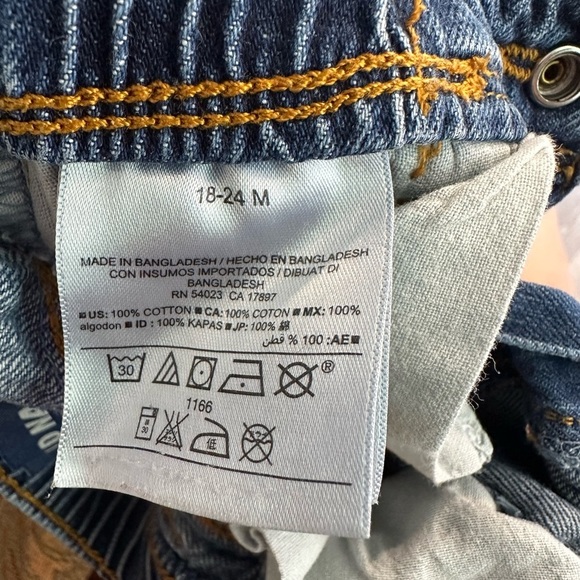 18-24 M
MADE IN BANGLADESH / HECHO EN BANGLADESH
CON INSUMOS IMPORTADOS / DIBUAT DI
BANGLADESH
RN 54023 CA 17897
■ US: 100% COTTON ■ CA: 100% COTON ■ MX: 100%
algodon ■ ID : 100% KAPAS ■ JP: 100% 綿
■AE: 100 % قطن
30
®
1166
30
低